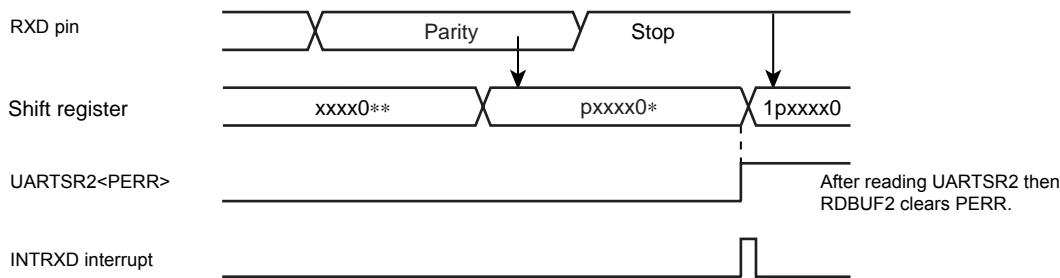 RXD pin
Parity
Stop
Shift register
xxxx0**
pxxxx0*
1pxxxx0
UARTSR2<PERR>
After reading UARTSR2 then
RDBUF2 clears PERR.
INTRXD interrupt